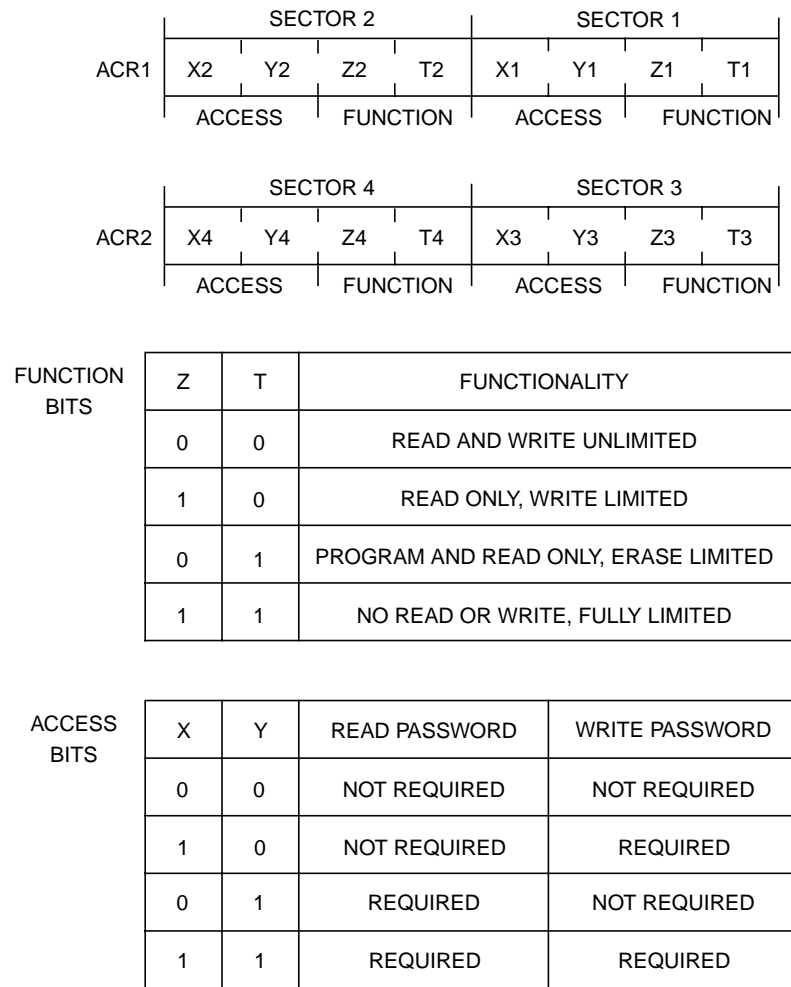 SECTOR 2 SECTOR 1
ACR1 X2 Y2 Z2 T2 X1 Y1 Z1 T1
ACCESS FUNCTION ACCESS FUNCTION
SECTOR 4 SECTOR 3
ACR2 X4 Y4 Z4 T4 X3 Y3 Z3 T3
ACCESS FUNCTION ACCESS FUNCTION
FUNCTION
BITS
Z T FUNCTIONALITY
0 0 READ AND WRITE UNLIMITED
1 0 READ ONLY, WRITE LIMITED
0 1 PROGRAM AND READ ONLY, ERASE LIMITED
1 1 NO READ OR WRITE, FULLY LIMITED
ACCESS
BITS
X Y READ PASSWORD WRITE PASSWORD
0 0 NOT REQUIRED NOT REQUIRED
1 0 NOT REQUIRED REQUIRED
0 1 REQUIRED NOT REQUIRED
1 1 REQUIRED REQUIRED